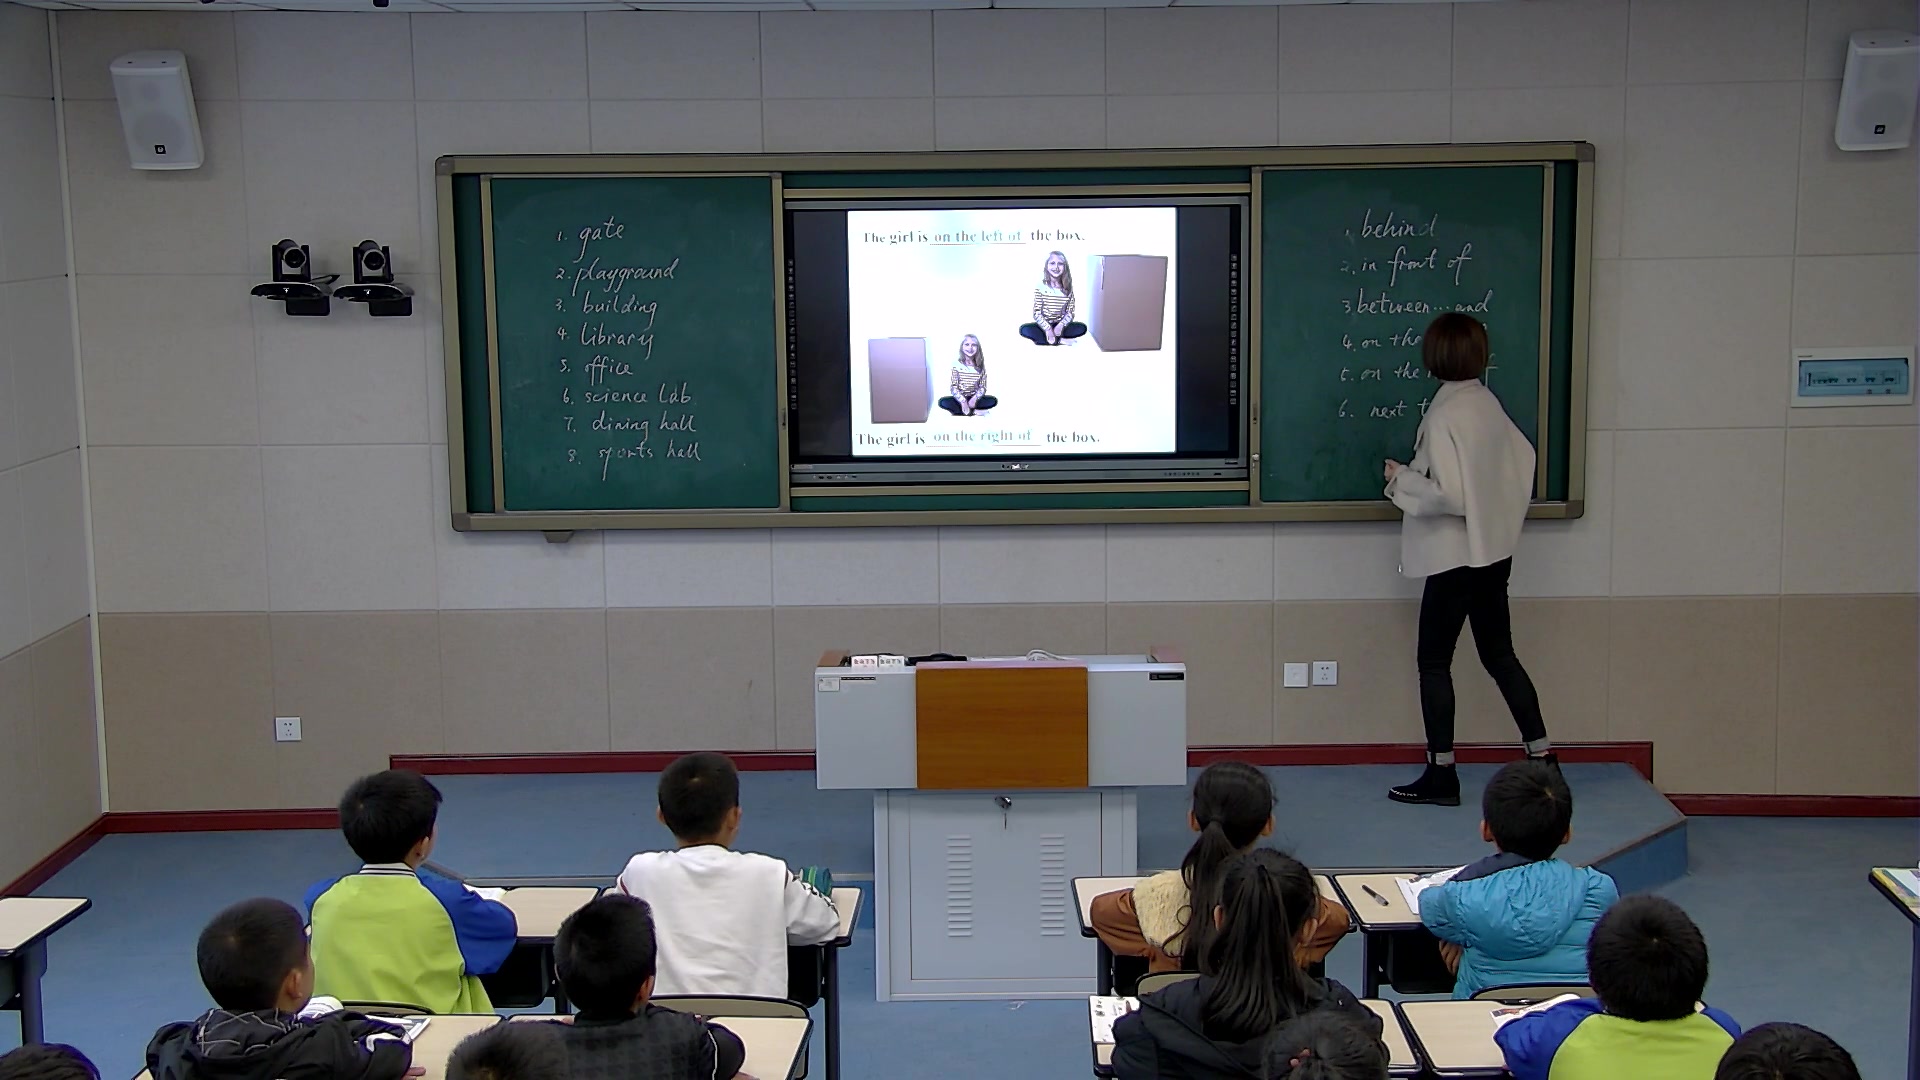 1. gate
2. playground
3. building
4. library
5. office
6. science lab
7. dining hall
8. sports hall
The girl is on the left of the box.
The girl is on the right of the box.
1. behind
2. in front of
3 between...and
4. on the
5. on the
6. next